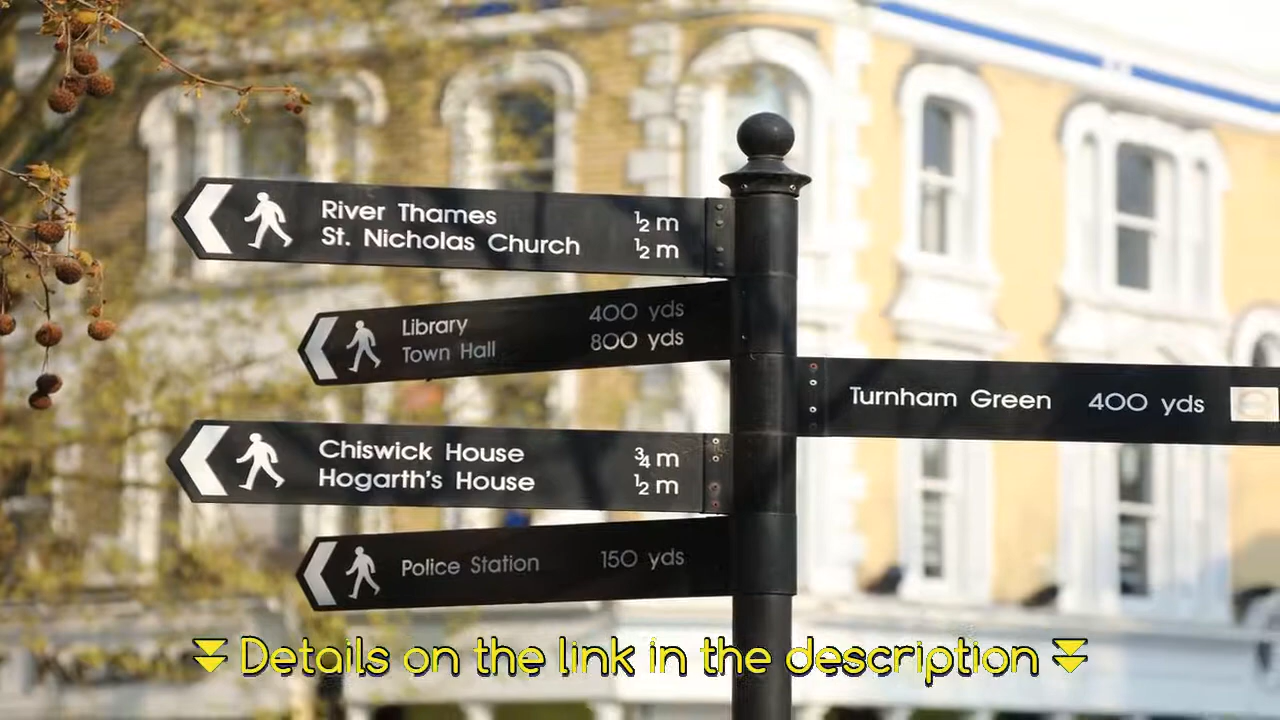 River Thames ½ m
St. Nicholas Church ½ m
Library 400 yds
Town Hall 800 yds
Turnham Green 400 yds
Chiswick House ¾ m
Hogarth's House ½ m
Police Station 150 yds
Details on the link in the description